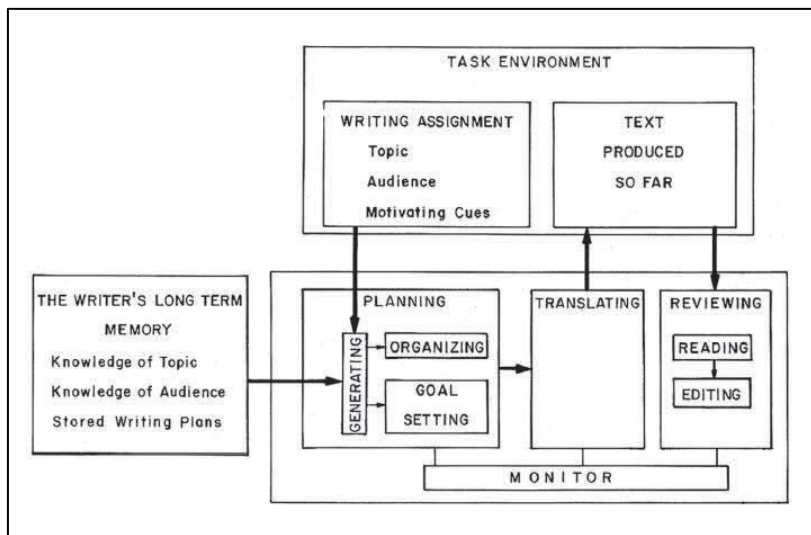 TASK ENVIRONMENT
WRITING ASSIGNMENT
Topic
Audience
Motivating Cues
TEXT
PRODUCED
SO FAR
THE WRITER'S LONG TERM
MEMORY
Knowledge of Topic
Knowledge of Audience
Stored Writing Plans
PLANNING
GENERATING
ORGANIZING
GOAL
SETTING
TRANSLATING
REVIEWING
READING
EDITING
MONITOR